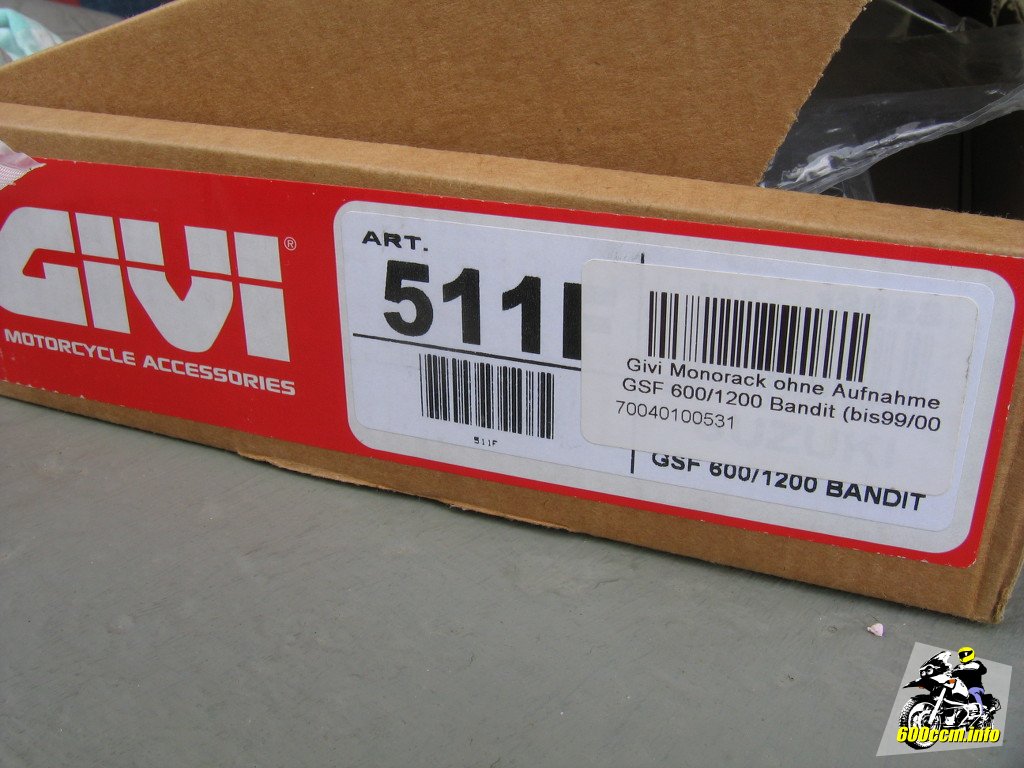 GIVI®
MOTORCYCLE ACCESSORIES
ART.
511
511F
Givi Monorack ohne Aufnahme
GSF 600/1200 Bandit (bis99/00
70040100531
GSF 600/1200 BANDIT
600ccm.info